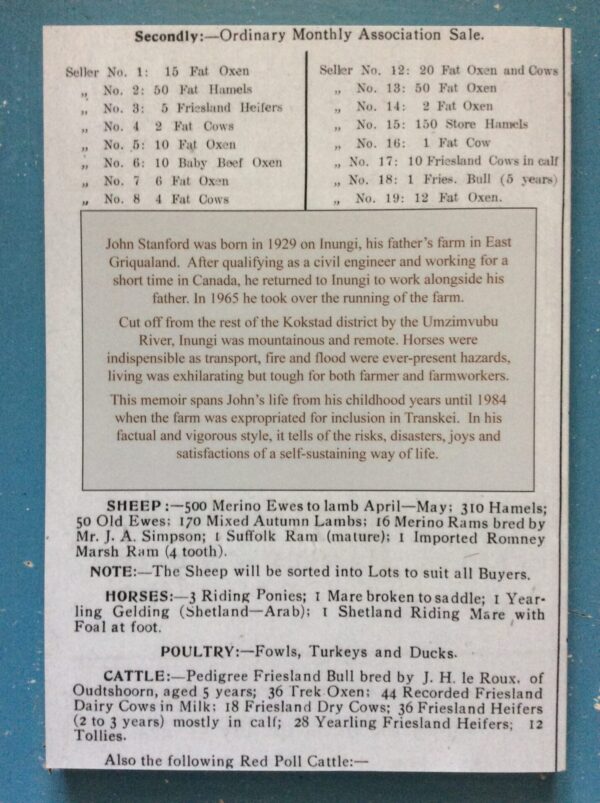 Secondly:—Ordinary Monthly Association Sale.
Seller No. 1: 15 Fat Oxen
„ No. 2: 50 Fat Hamels
„ No. 3: 5 Friesland Heifers
„ No. 4 2 Fat Cows
„ No. 5: 10 Fat Oxen
„ No. 6: 10 Baby Beef Oxen
„ No. 7 6 Fat Oxen
„ No. 8 4 Fat Cows
Seller No. 12: 20 Fat Oxen and Cows
„ No. 13: 50 Fat Oxen
„ No. 14: 2 Fat Oxen
„ No. 15: 150 Store Hamels
„ No. 16: 1 Fat Cow
„ No. 17: 10 Friesland Cows in calf
„ No. 18: 1 Fries. Bull (5 years)
„ No. 19: 12 Fat Oxen.
John Stanford was born in 1929 on Inungi, his father's farm in East
Griqualand. After qualifying as a civil engineer and working for a
short time in Canada, he returned to Inungi to work alongside his
father. In 1965 he took over the running of the farm.
Cut off from the rest of the Kokstad district by the Umzimvubu
River, Inungi was mountainous and remote. Horses were
indispensible as transport, fire and flood were ever-present hazards,
living was exhilarating but tough for both farmer and farmworkers.
This memoir spans John's life from his childhood years until 1984
when the farm was expropriated for inclusion in Transkei. In his
factual and vigorous style, it tells of the risks, disasters, joys and
satisfactions of a self-sustaining way of life.
SHEEP:—500 Merino Ewes to lamb April—May; 310 Hamels;
50 Old Ewes; 170 Mixed Autumn Lambs; 16 Merino Rams bred by
Mr. J. A. Simpson; 1 Suffolk Ram (mature); 1 Imported Romney
Marsh Ram (4 tooth).
NOTE:—The Sheep will be sorted into Lots to suit all Buyers.
HORSES:—3 Riding Ponies; 1 Mare broken to saddle; 1 Year-
ling Gelding (Shetland—Arab); 1 Shetland Riding Mare with
Foal at foot.
POULTRY:—Fowls, Turkeys and Ducks.
CATTLE:—Pedigree Friesland Bull bred by J. H. le Roux, of
Oudtshoorn, aged 5 years; 36 Trek Oxen; 44 Recorded Friesland
Dairy Cows in Milk; 18 Friesland Dry Cows; 36 Friesland Heifers
(2 to 3 years) mostly in calf; 28 Yearling Friesland Heifers; 12
Tollies.
Also the following Red Poll Cattle:—